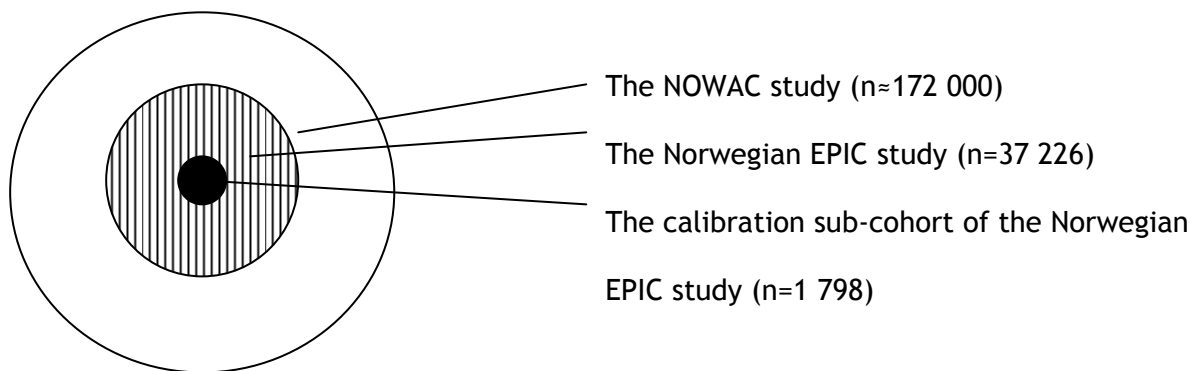 The NOWAC study (n≈172 000)
The Norwegian EPIC study (n=37 226)
The calibration sub-cohort of the Norwegian
EPIC study (n=1 798)